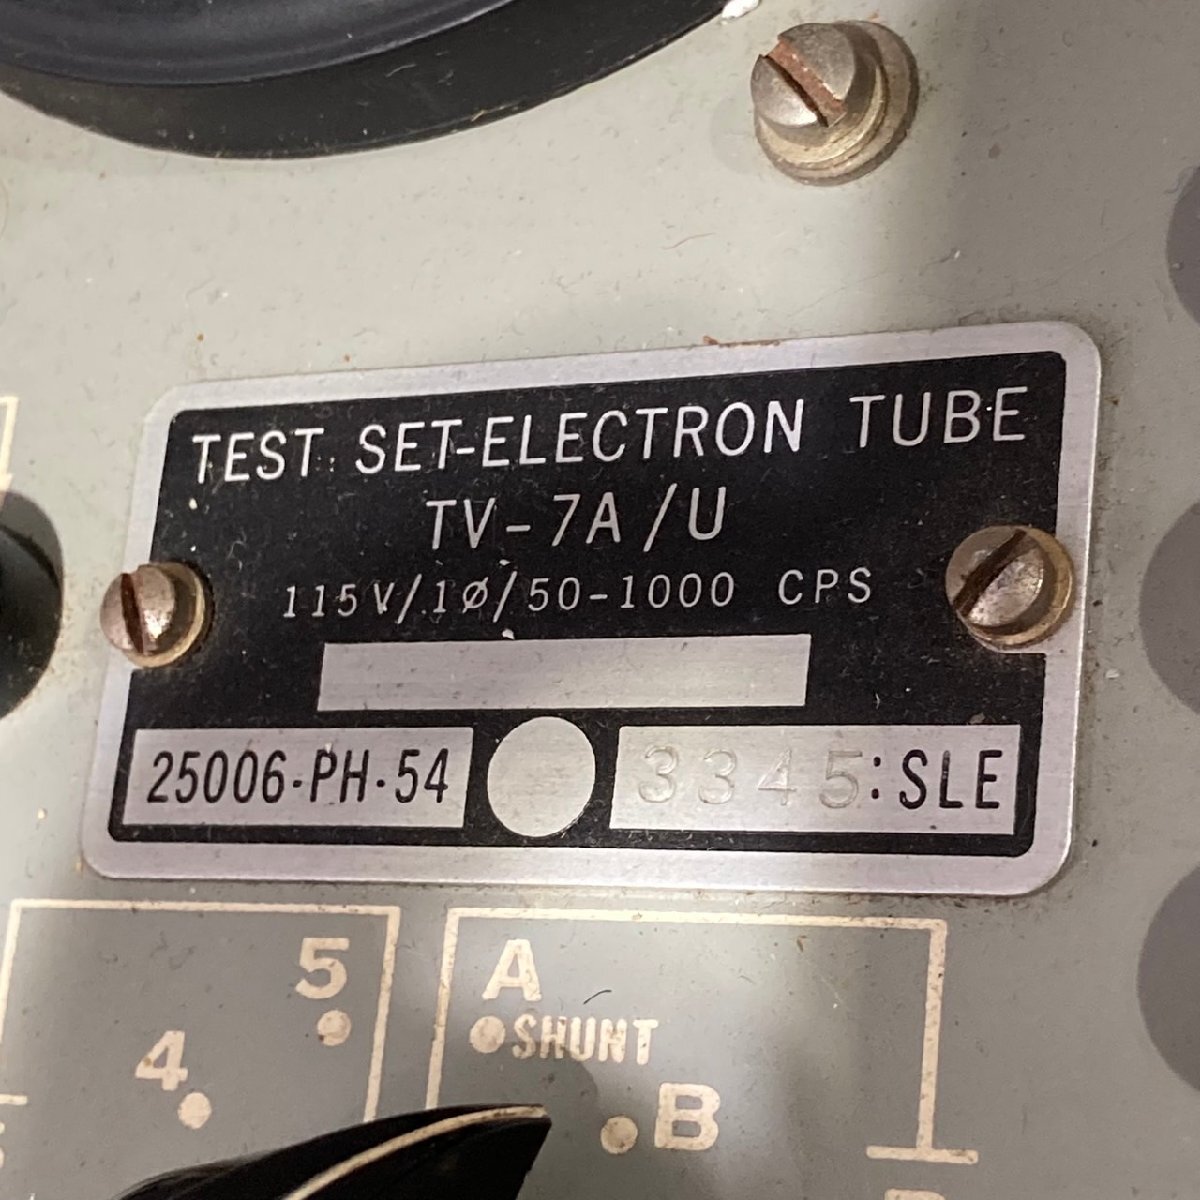 TEST SET-ELECTRON TUBE
TV-7A/U
115V/1Ø/50-1000 CPS
25006-PH-54
3345:SLE
5
4
A
SHUNT
B